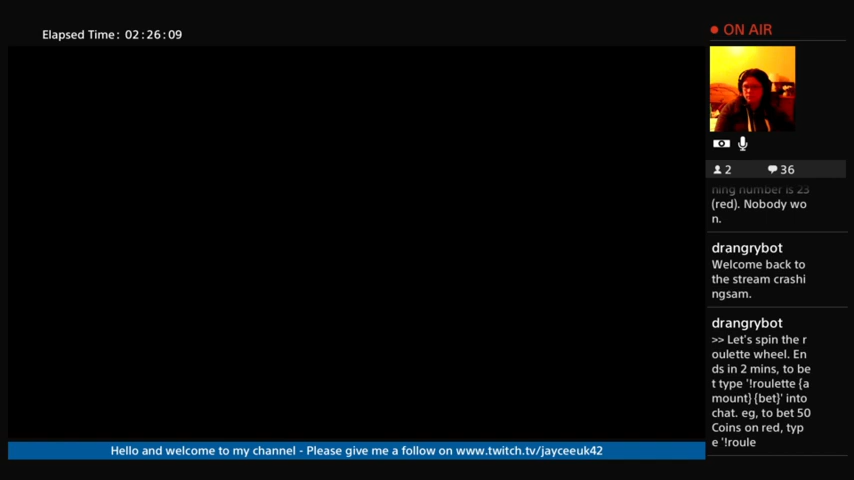 Elapsed Time: 02:26:09
ON AIR
2 36
ning number is 23
(red). Nobody wo
n.
drangrybot
Welcome back to
the stream crashi
ngsam.
drangrybot
>> Let's spin the r
oulette wheel. En
ds in 2 mins, to be
t type '!roulette {a
mount} {bet}' into
chat. eg, to bet 50
Coins on red, typ
e '!roule
Hello and welcome to my channel - Please give me a follow on www.twitch.tv/jayceeuk42